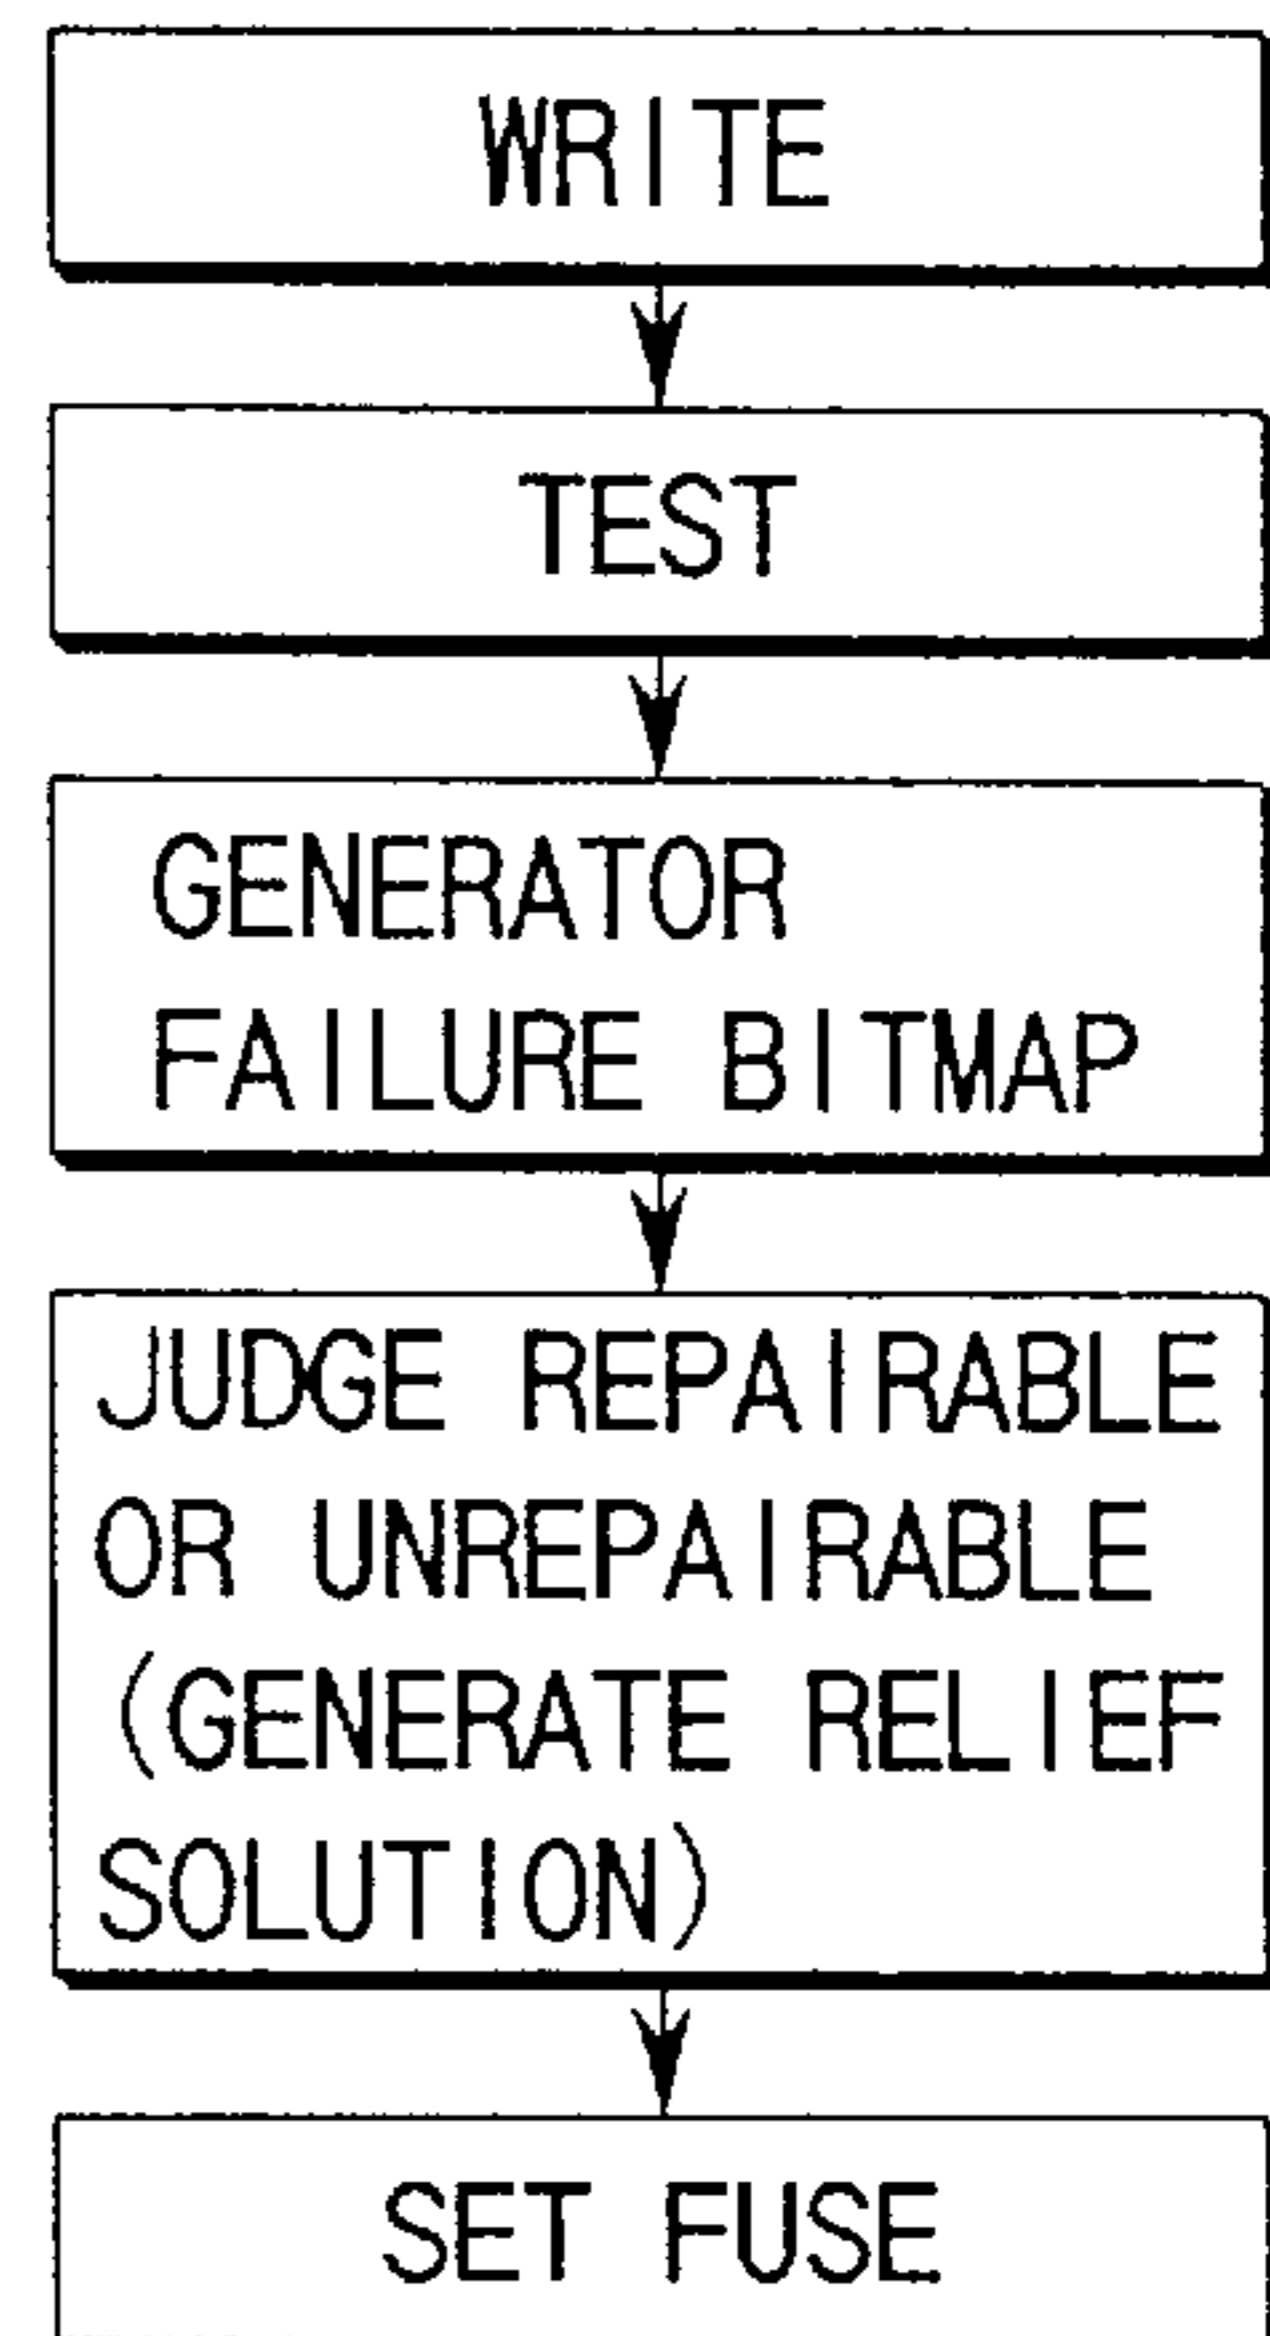 WRITE
TEST
GENERATOR
FAILURE BITMAP
JUDGE REPAIRABLE
OR UNREPAIRABLE
(GENERATE RELIEF
SOLUTION)
SET FUSE